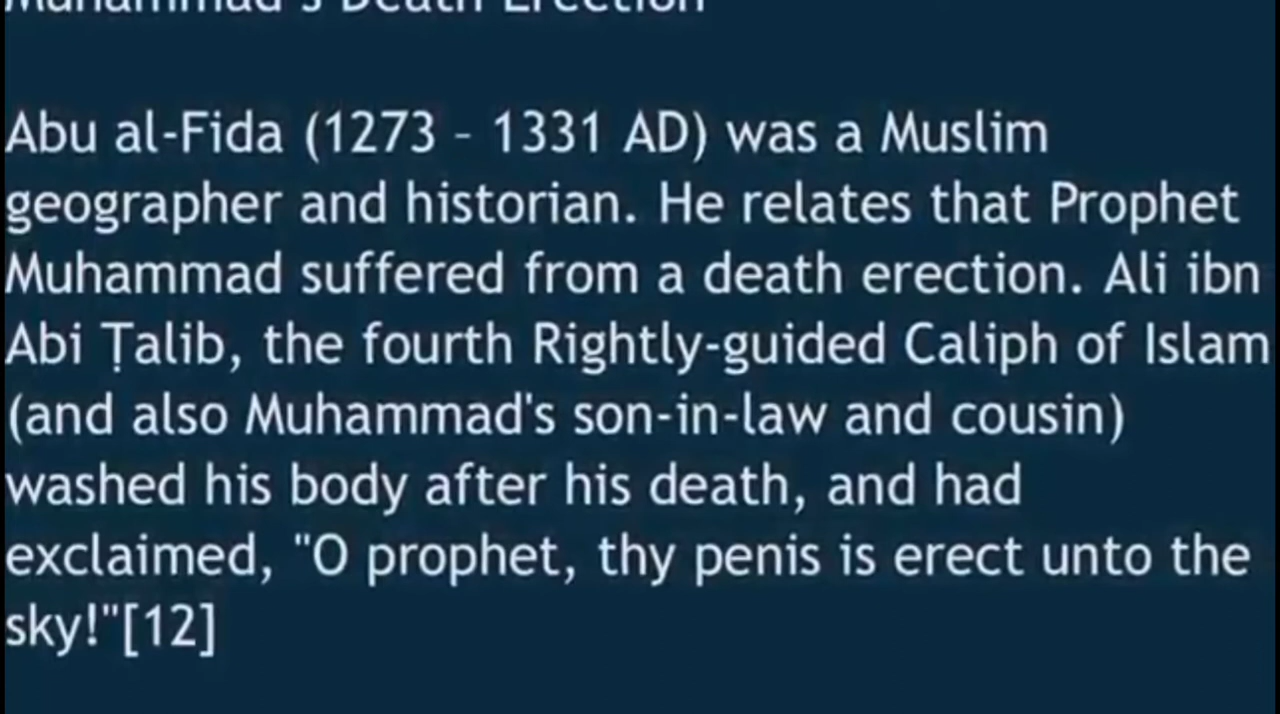 Muhammad's Death Erection
Abu al-Fida (1273 – 1331 AD) was a Muslim
geographer and historian. He relates that Prophet
Muhammad suffered from a death erection. Ali ibn
Abi Ṭalib, the fourth Rightly-guided Caliph of Islam
(and also Muhammad's son-in-law and cousin)
washed his body after his death, and had
exclaimed, "O prophet, thy penis is erect unto the
sky!"[12]